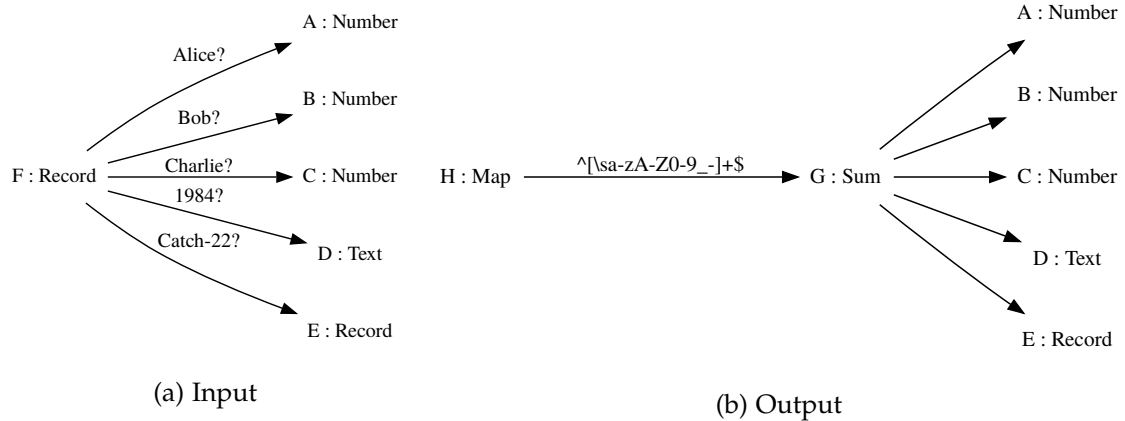 A : Number
Alice?
B : Number
Bob?
F : Record
Charlie?
C : Number
1984?
D : Text
Catch-22?
E : Record
(a) Input
A : Number
B : Number
H : Map
^[\sa-zA-Z0-9_-]+$
G : Sum
C : Number
D : Text
E : Record
(b) Output